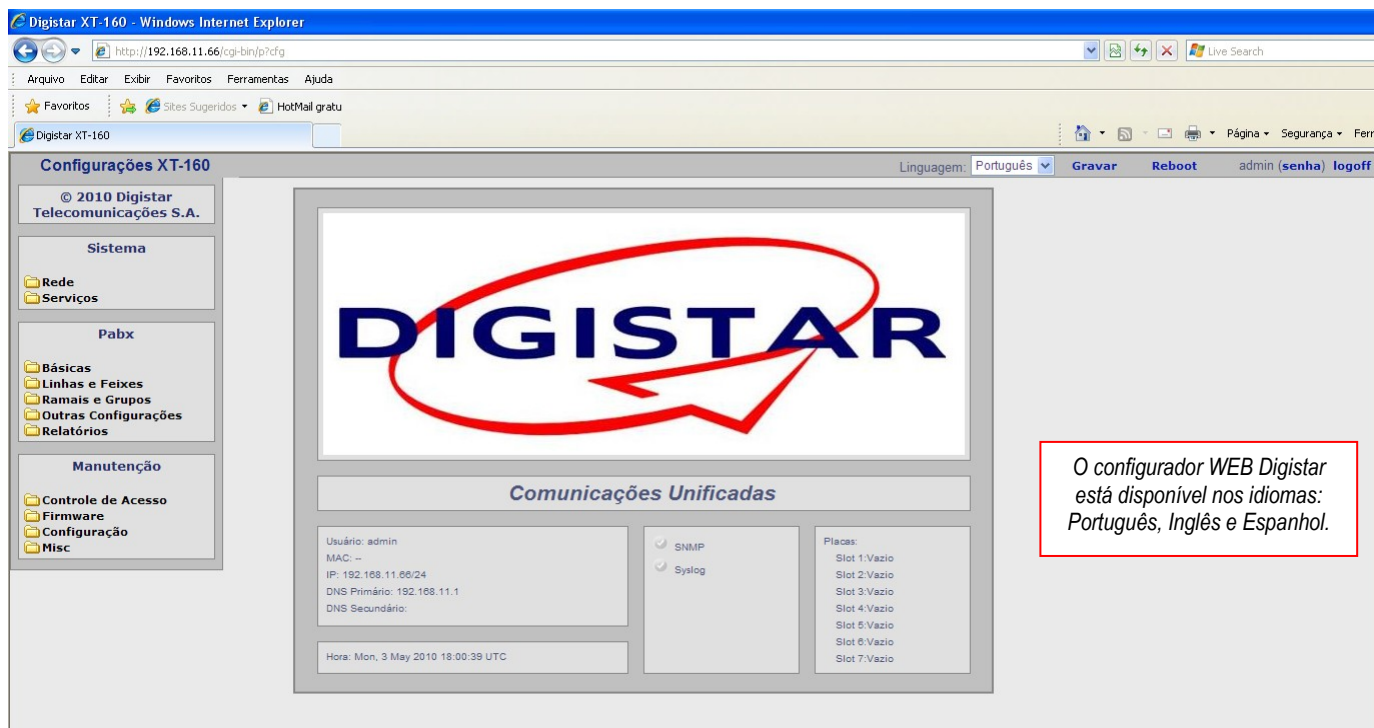 Digistar XT-160 - Windows Internet Explorer
http://192.168.11.66/cgi-bin/p?cfg
Live Search
Arquivo Editar Exibir Favoritos Ferramentas Ajuda
Favoritos Sites Sugeridos HotMail gratu
Digistar XT-160
Página Segurança Ferr
Configurações XT-160
Linguagem: Português Gravar Reboot admin (senha) logoff
© 2010 Digistar
Telecomunicações S.A.
Sistema
Rede
Serviços
Pabx
Básicas
Linhas e Feixes
Ramais e Grupos
Outras Configurações
Relatórios
Manutenção
Controle de Acesso
Firmware
Configuração
Misc
DIGISTAR
Comunicações Unificadas
Usuário: admin
MAC: --
IP: 192.168.11.66/24
DNS Primário: 192.168.11.1
DNS Secundário:
Hora: Mon, 3 May 2010 18:00:39 UTC
SNMP
Syslog
Placas:
Slot 1:Vazio
Slot 2:Vazio
Slot 3:Vazio
Slot 4:Vazio
Slot 5:Vazio
Slot 6:Vazio
Slot 7:Vazio
O configurador WEB Digistar
está disponível nos idiomas:
Português, Inglês e Espanhol.